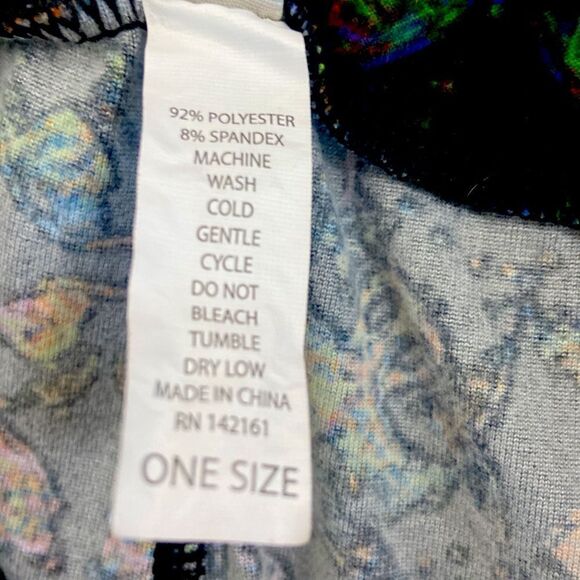 92% POLYESTER
8% SPANDEX
MACHINE
WASH
COLD
GENTLE
CYCLE
DO NOT
BLEACH
TUMBLE
DRY LOW
MADE IN CHINA
RN 142161
ONE SIZE